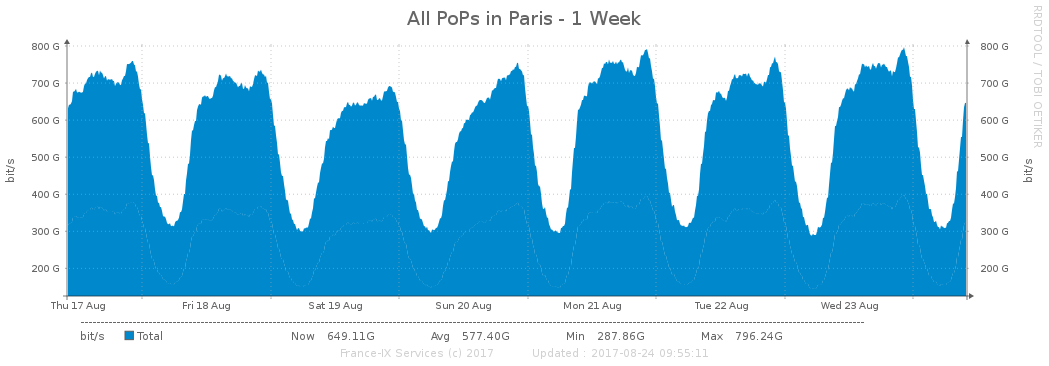 All PoPs in Paris - 1 Week
RRDTOOL / TOBI OETIKER
800 G 800 G
700 G 700 G
600 G 600 G
500 G 500 G
400 G 400 G
300 G 300 G
200 G 200 G
bit/s bit/s
Thu 17 Aug Fri 18 Aug Sat 19 Aug Sun 20 Aug Mon 21 Aug Tue 22 Aug Wed 23 Aug
bit/s Total Now 649.11G Avg 577.40G Min 287.86G Max 796.24G
France-IX Services (c) 2017 Updated : 2017-08-24 09:55:11